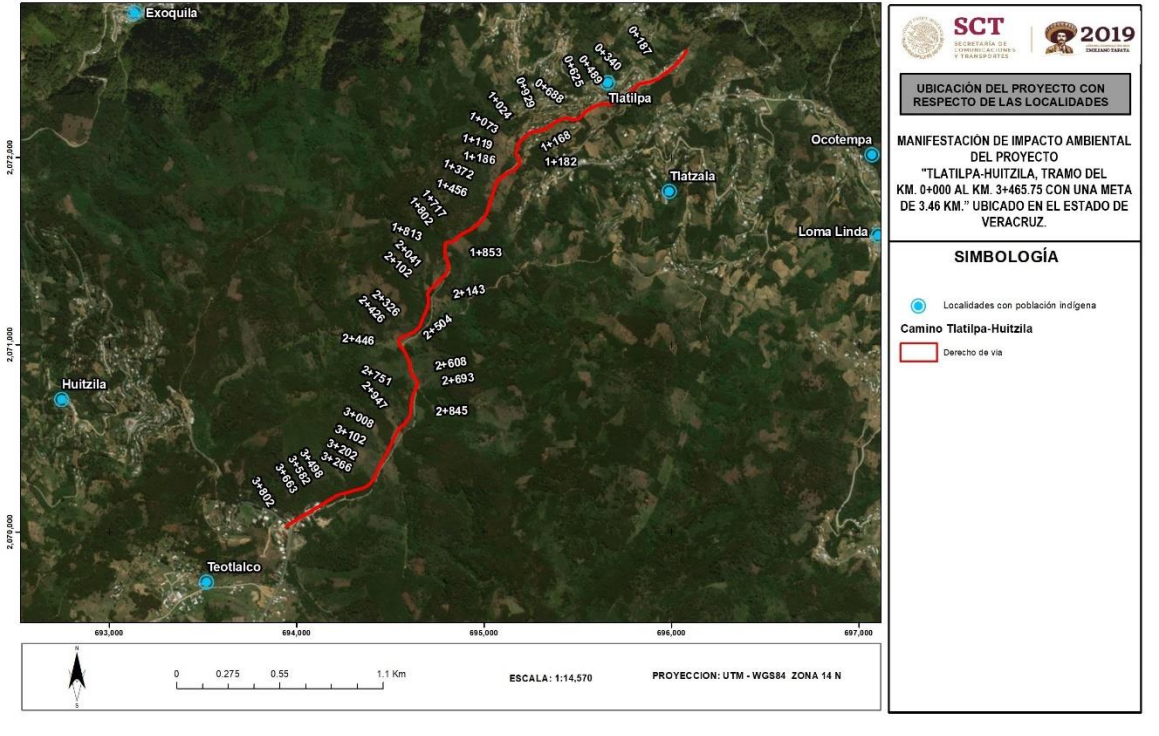 Exoquila
0+187
0+340
0+489
0+625
0+688
0+929
Tlatilpa
1+024
1+073
1+119
1+168
1+186
1+182
1+372
1+456
Tlatzala
Ocotempa
1+717
1+802
1+813
Loma Linda
2+041
2+102
1+853
2+143
2+326
2+426
2+446
2+504
2+608
2+693
2+751
2+947
2+845
Huitzila
3+008
3+102
3+202
3+266
3+498
3+582
3+663
3+802
Teotlalco
2,072,000
2,071,000
2,070,000
693,000
694,000
695,000
696,000
697,000
N
S
0
0.275
0.55
1.1 Km
ESCALA: 1:14,570
PROYECCION: UTM - WGS84 ZONA 14 N
SCT
SECRETARÍA DE
COMUNICACIONES
Y TRANSPORTES
2019
EMILIANO ZAPATA
UBICACIÓN DEL PROYECTO CON
RESPECTO DE LAS LOCALIDADES
MANIFESTACIÓN DE IMPACTO AMBIENTAL
DEL PROYECTO
"TLATILPA-HUITZILA, TRAMO DEL
KM. 0+000 AL KM. 3+465.75 CON UNA META
DE 3.46 KM.” UBICADO EN EL ESTADO DE
VERACRUZ.
SIMBOLOGÍA
Localidades con población indígena
Camino Tlatilpa-Huitzila
Derecho de vía